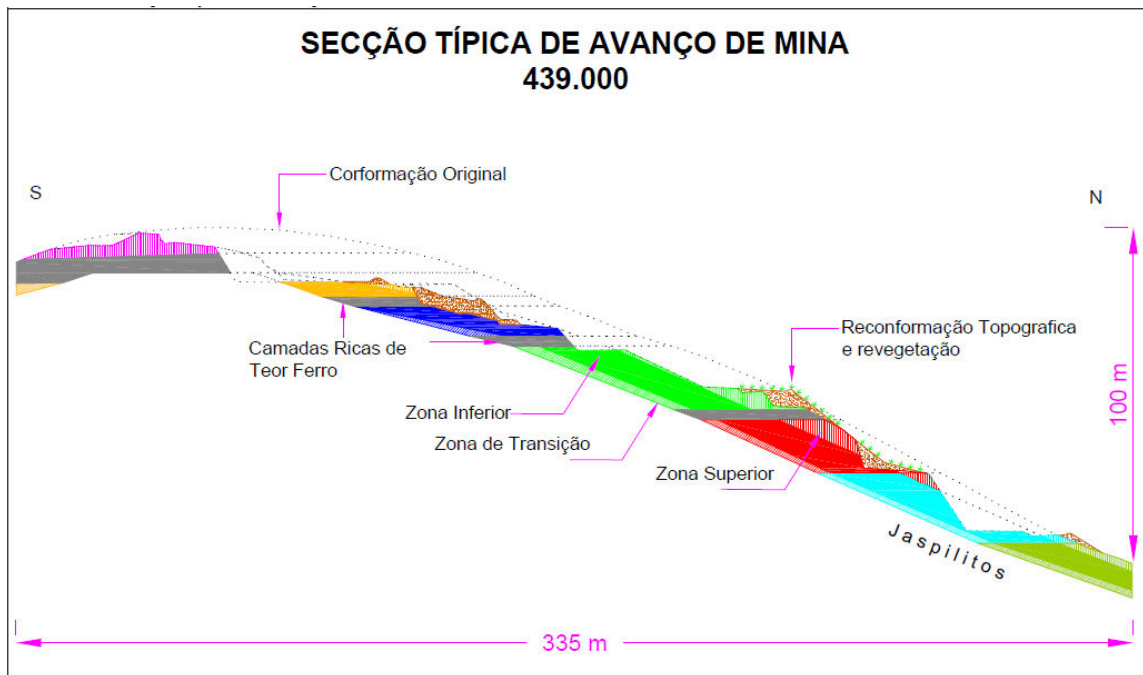 SECÇÃO TÍPICA DE AVANÇO DE MINA
439.000
Corformação Original
S
N
Reconformação Topografica
e revegetação
Camadas Ricas de
Teor Ferro
100 m
Zona Inferior
Zona de Transição
Zona Superior
Jaspilitos
335 m